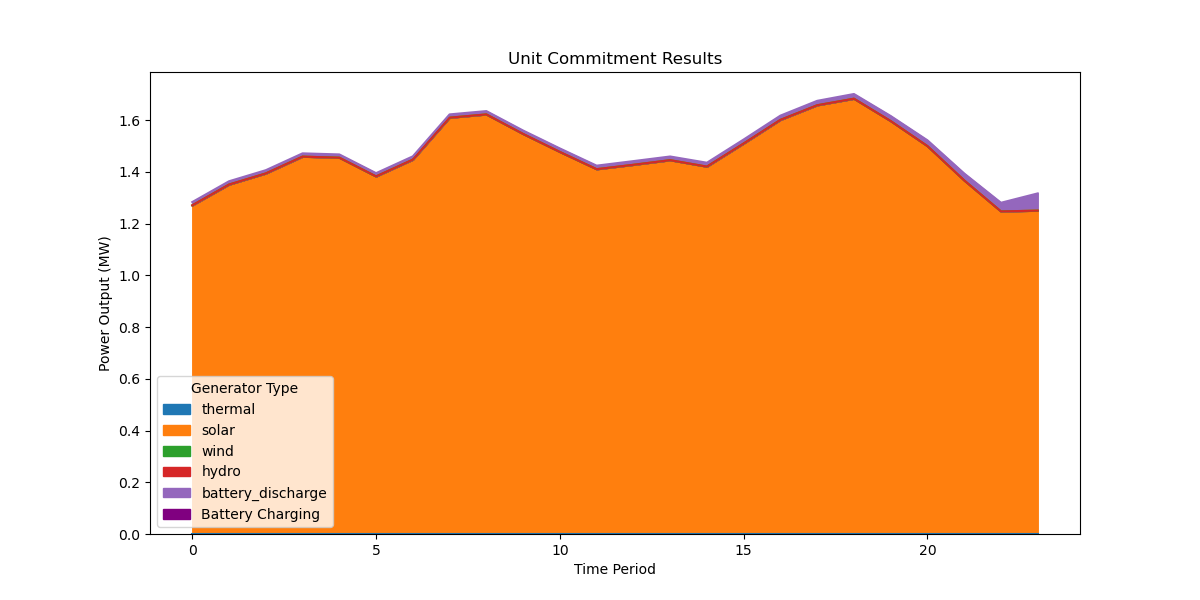 Unit Commitment Results
Power Output (MW)
1.6
1.4
1.2
1.0
0.8
0.6
0.4
0.2
0.0
Generator Type
thermal
solar
wind
hydro
battery_discharge
Battery Charging
0 5 10 15 20
Time Period